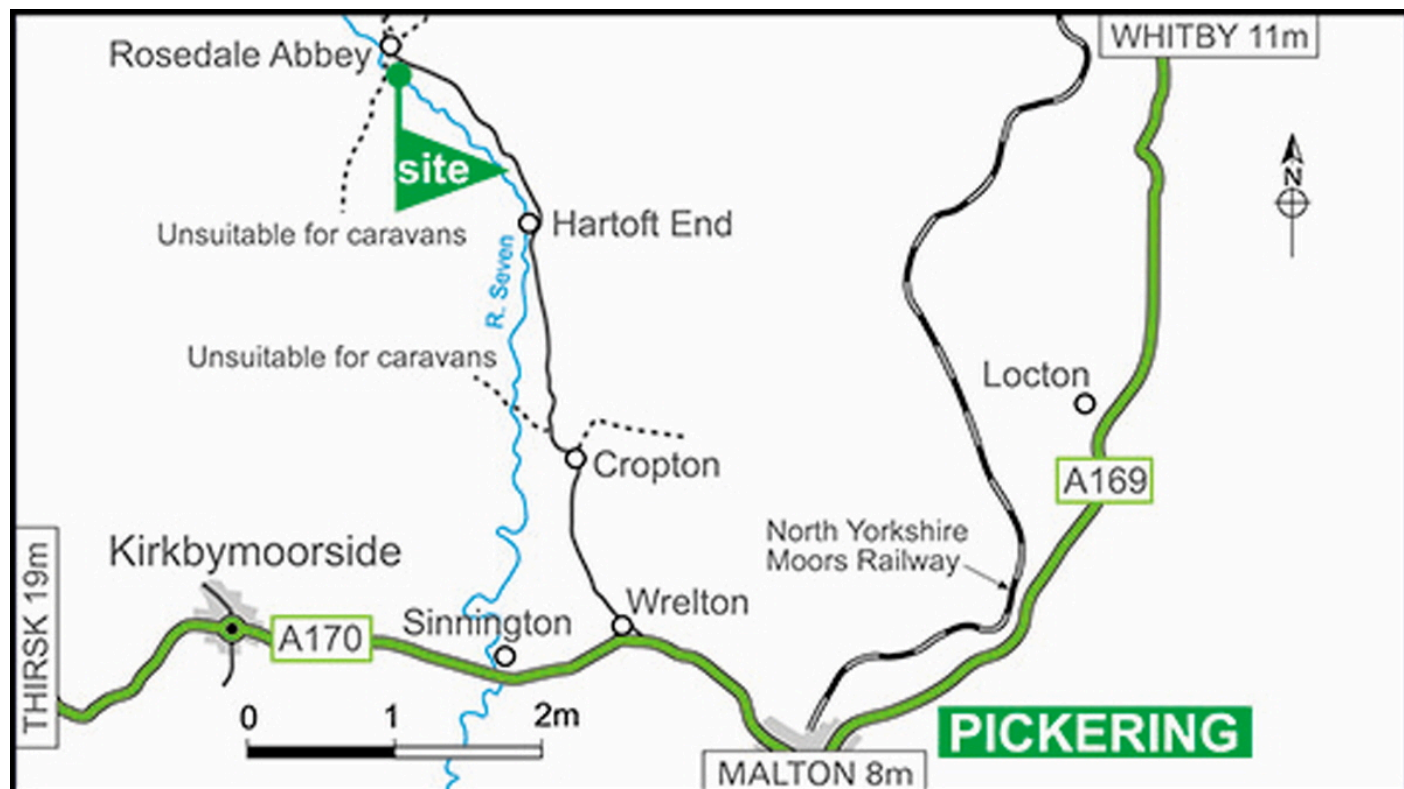 WHITBY 11m
Rosedale Abbey
site
N
Hartoft End
Unsuitable for caravans
R. Seven
Unsuitable for caravans
Locton
Cropton
A169
North Yorkshire
Moors Railway
THIRSK 19m
Kirkbymoorside
Wrelton
Sinnington
A170
0 1 2m
PICKERING
MALTON 8m